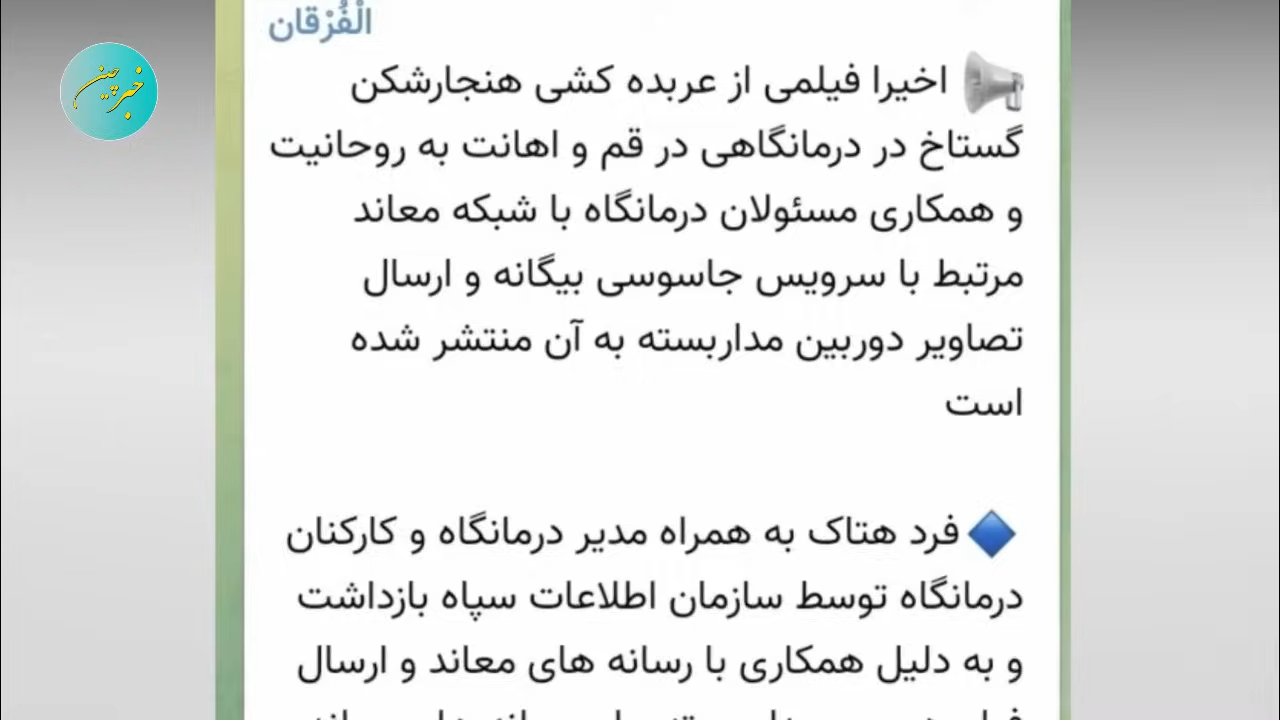 الْفُرْقان
خبرچین
اخیرا فیلمی از عربده کشی هنجارشکن
گستاخ در درمانگاهی در قم و اهانت به روحانیت
و همکاری مسئولان درمانگاه با شبکه معاند
مرتبط با سرویس جاسوسی بیگانه و ارسال
تصاویر دوربین مداربسته به آن منتشر شده
است
فرد هتاک به همراه مدیر درمانگاه و کارکنان
درمانگاه توسط سازمان اطلاعات سپاه بازداشت
و به دلیل همکاری با رسانه های معاند و ارسال